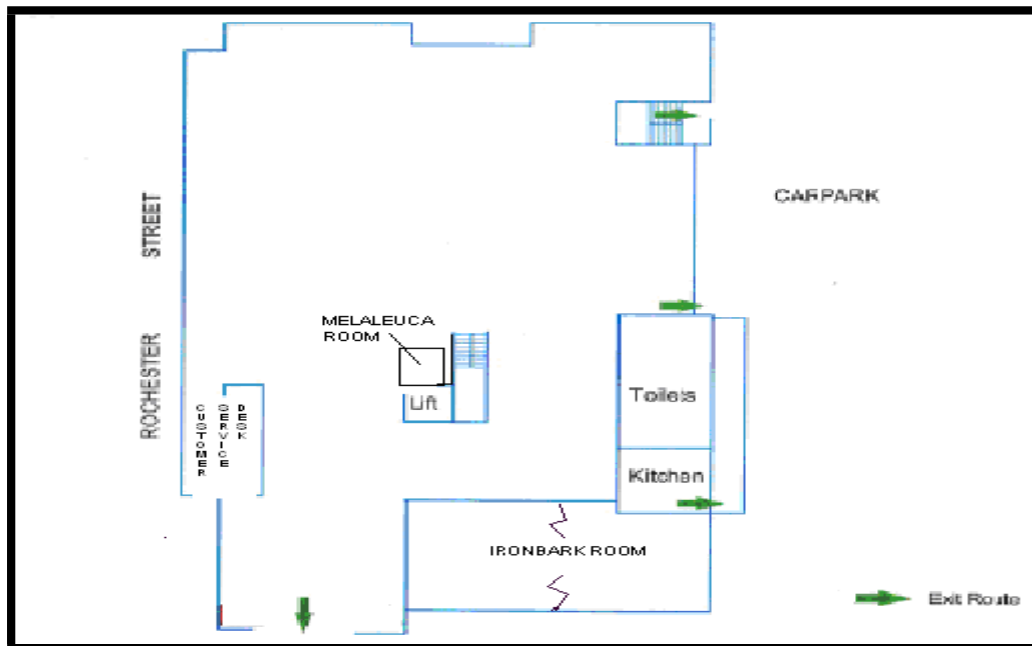 ROCHESTER STREET
CARPARK
MELALEUCA
ROOM
Lift
Toilets
CUSTOMER
SERVICE
DESK
Kitchen
IRONBARK ROOM
Exit Route